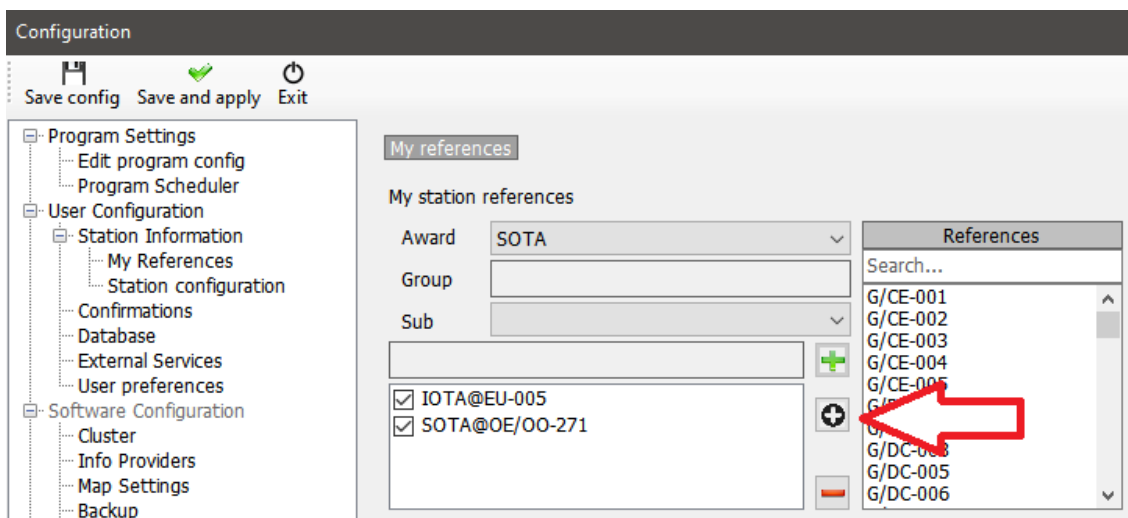 Configuration
Save config Save and apply Exit
Program Settings
Edit program config
Program Scheduler
User Configuration
Station Information
My References
Station configuration
Confirmations
Database
External Services
User preferences
Software Configuration
Cluster
Info Providers
Map Settings
Backup
My references
My station references
Award SOTA
Group
Sub
IOTA@EU-005
SOTA@OE/OO-271
References
Search...
G/CE-001
G/CE-002
G/CE-003
G/CE-004
G/CE-005
G/DC-005
G/DC-006